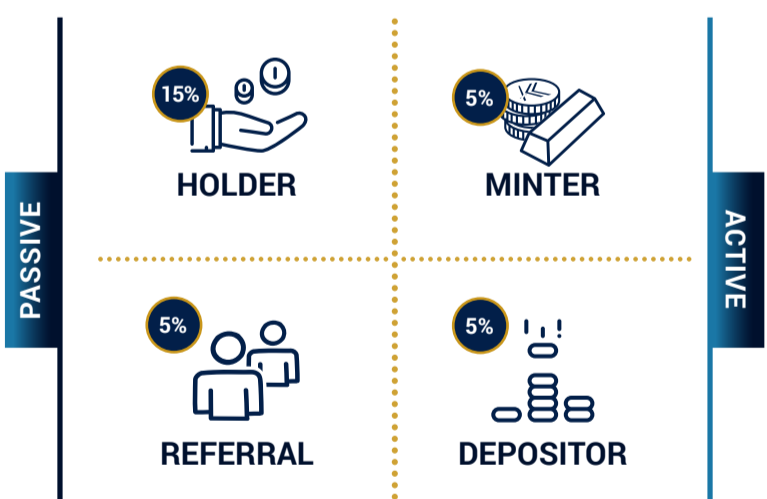 PASSIVE
15%
HOLDER
5%
MINTER
5%
REFERRAL
5%
DEPOSITOR
ACTIVE